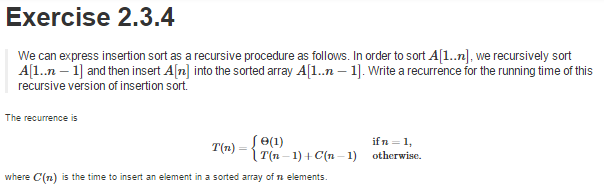 Exercise 2.3.4
We can express insertion sort as a recursive procedure as follows. In order to sort A[1..n], we recursively sort
A[1..n − 1] and then insert A[n] into the sorted array A[1..n − 1]. Write a recurrence for the running time of this
recursive version of insertion sort.
The recurrence is
T(n) = { Θ(1) if n = 1,
T(n − 1) + C(n − 1) otherwise.
where C(n) is the time to insert an element in a sorted array of n elements.